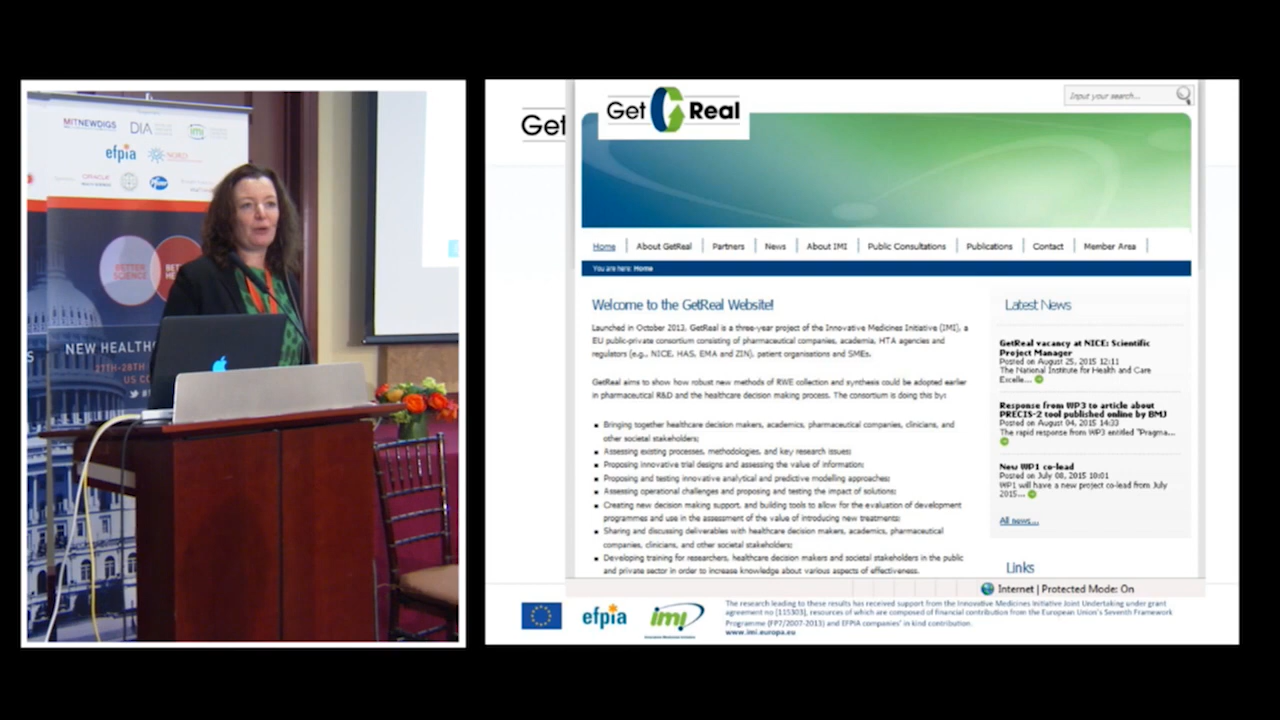 MITNEWDIGS
DIA
imi
efpia
NORD
ORACLE
Pfizer
BETTER
SCIENCE
NEW HEALTH
27TH-28TH
US CO
Get
Get Real
Input your search...
Home
About GetReal
Partners
News
About IMI
Public Consultations
Publications
Contact
Member Area
You are here: Home
Welcome to the GetReal Website!
Launched in October 2013, GetReal is a three-year project of the Innovative Medicines Initiative (IMI), a
EU public-private consortium consisting of pharmaceutical companies, academia, HTA agencies and
regulators (e.g., NICE, HAS, EMA and ZIN), patient organisations and SMEs.
GetReal aims to show how robust new methods of RWE collection and synthesis could be adopted earlier
in pharmaceutical R&D and the healthcare decision making process. The consortium is doing this by:
Bringing together healthcare decision makers, academics, pharmaceutical companies, clinicians, and
other societal stakeholders;
Assessing existing processes, methodologies, and key research issues;
Proposing innovative trial designs and assessing the value of information;
Proposing and testing innovative analytical and predictive modelling approaches;
Assessing operational challenges and proposing and testing the impact of solutions;
Creating new decision making support, and building tools to allow for the evaluation of development
programmes and use in the assessment of the value of introducing new treatments;
Sharing and discussing deliverables with healthcare decision makers, academics, pharmaceutical
companies, clinicians, and other societal stakeholders;
Developing training for researchers, healthcare decision makers and societal stakeholders in the public
and private sector in order to increase knowledge about various aspects of effectiveness.
Latest News
GetReal vacancy at NICE: Scientific
Project Manager
Posted on August 25, 2015 12:11
The National Institute for Health and Care
Excelle...
Response from WP3 to article about
PRECIS-2 tool published online by BMJ
Posted on August 04, 2015 14:33
The rapid response from WP3 entitled "Pragma...
New WP1 co-lead
Posted on July 08, 2015 10:01
WP1 will have a new project co-lead from July
2015...
All news...
Links
Internet | Protected Mode: On
efpia
imi
Innovative Medicines Initiative
The research leading to these results has received support from the Innovative Medicines Initiative Joint Undertaking under grant
agreement no [115303], resources of which are composed of financial contribution from the European Union's Seventh Framework
Programme (FP7/2007-2013) and EFPIA companies' in kind contribution.
www.imi.europa.eu